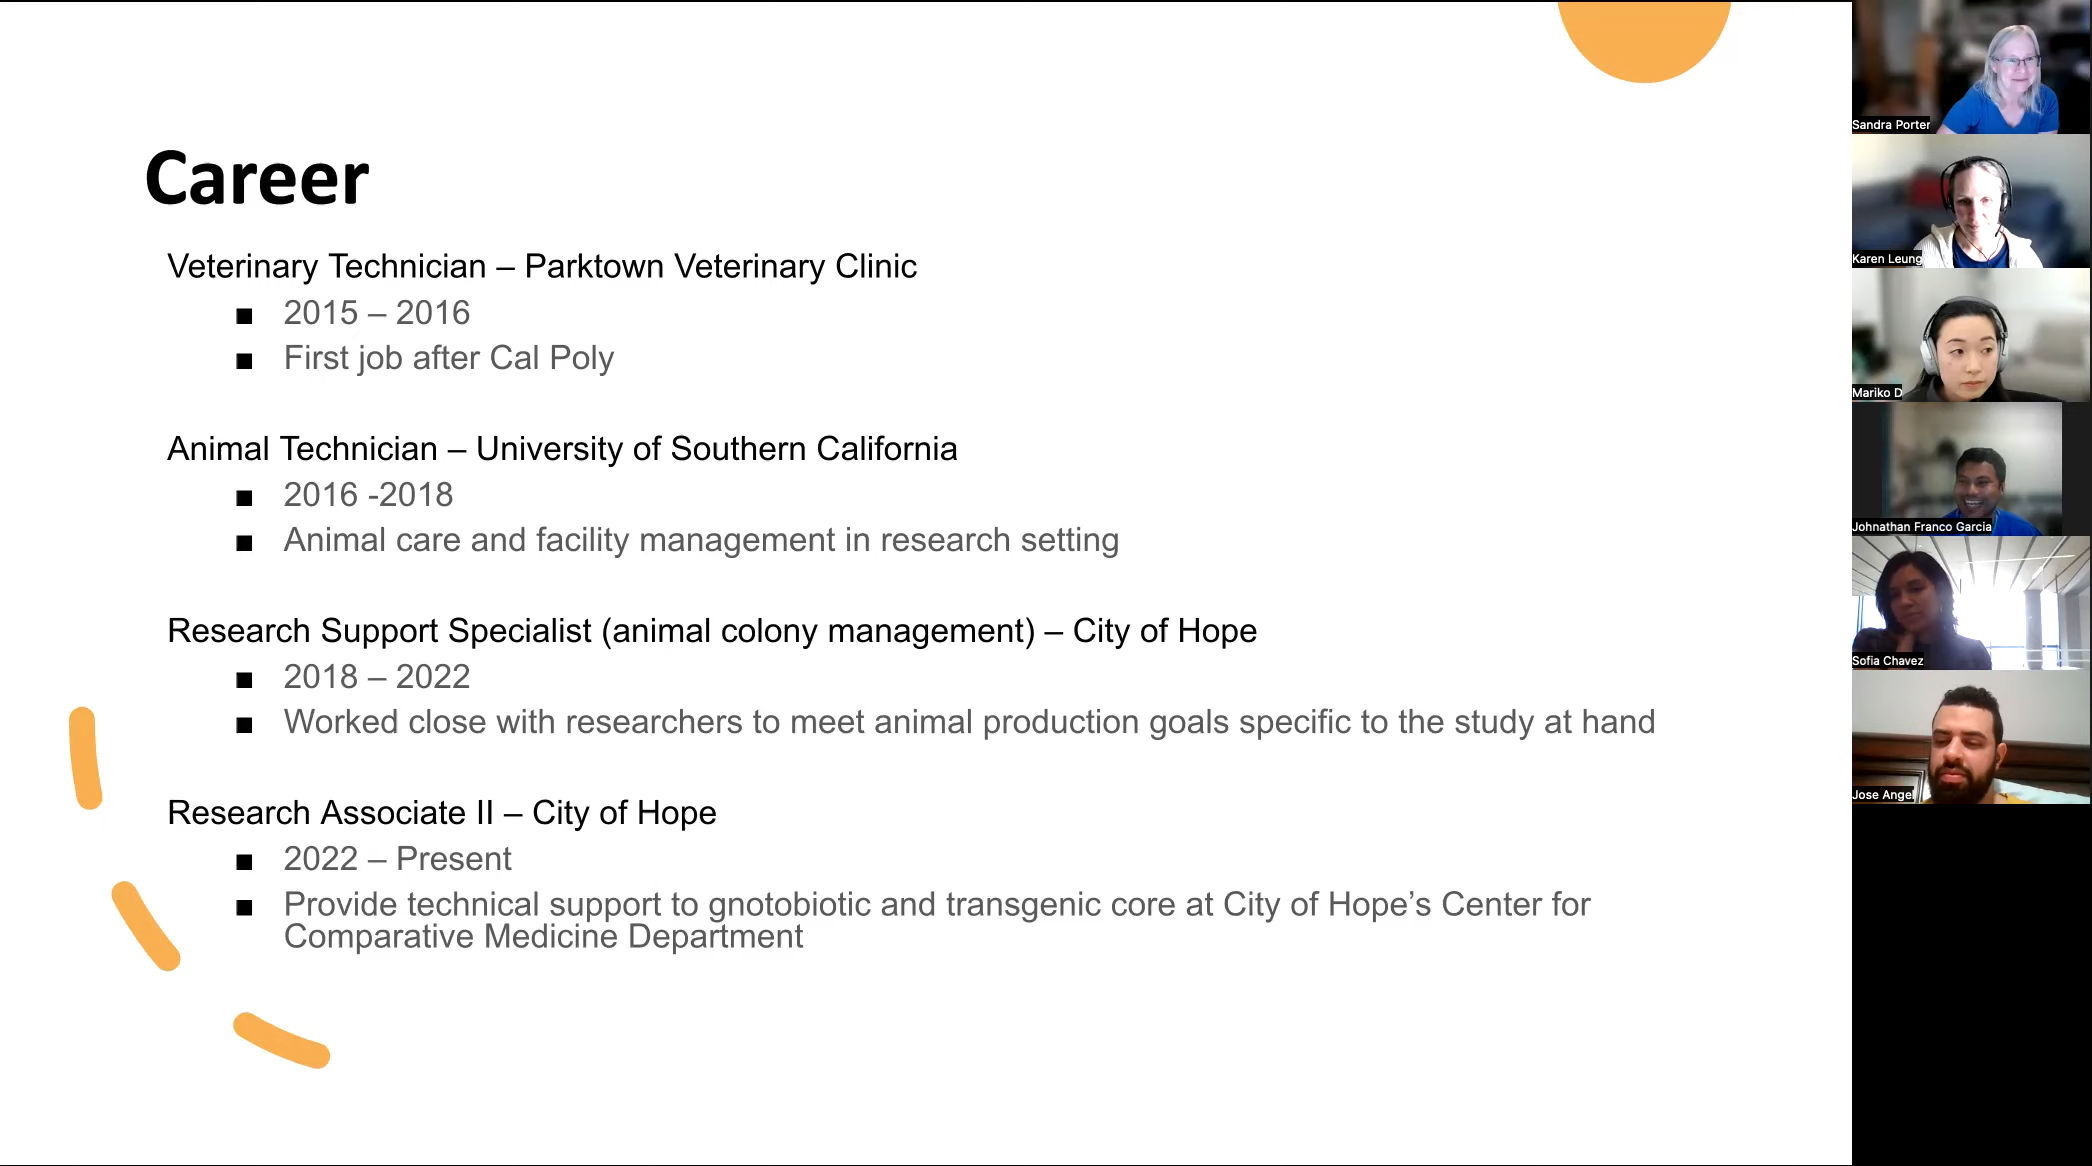 Career
Veterinary Technician – Parktown Veterinary Clinic
■ 2015 – 2016
■ First job after Cal Poly
Animal Technician – University of Southern California
■ 2016 -2018
■ Animal care and facility management in research setting
Research Support Specialist (animal colony management) – City of Hope
■ 2018 – 2022
■ Worked close with researchers to meet animal production goals specific to the study at hand
Research Associate II – City of Hope
■ 2022 – Present
■ Provide technical support to gnotobiotic and transgenic core at City of Hope’s Center for
Comparative Medicine Department
Sandra Porter
Karen Leung
Mariko D
Johnathan Franco Garcia
Sofia Chavez
Jose Angel